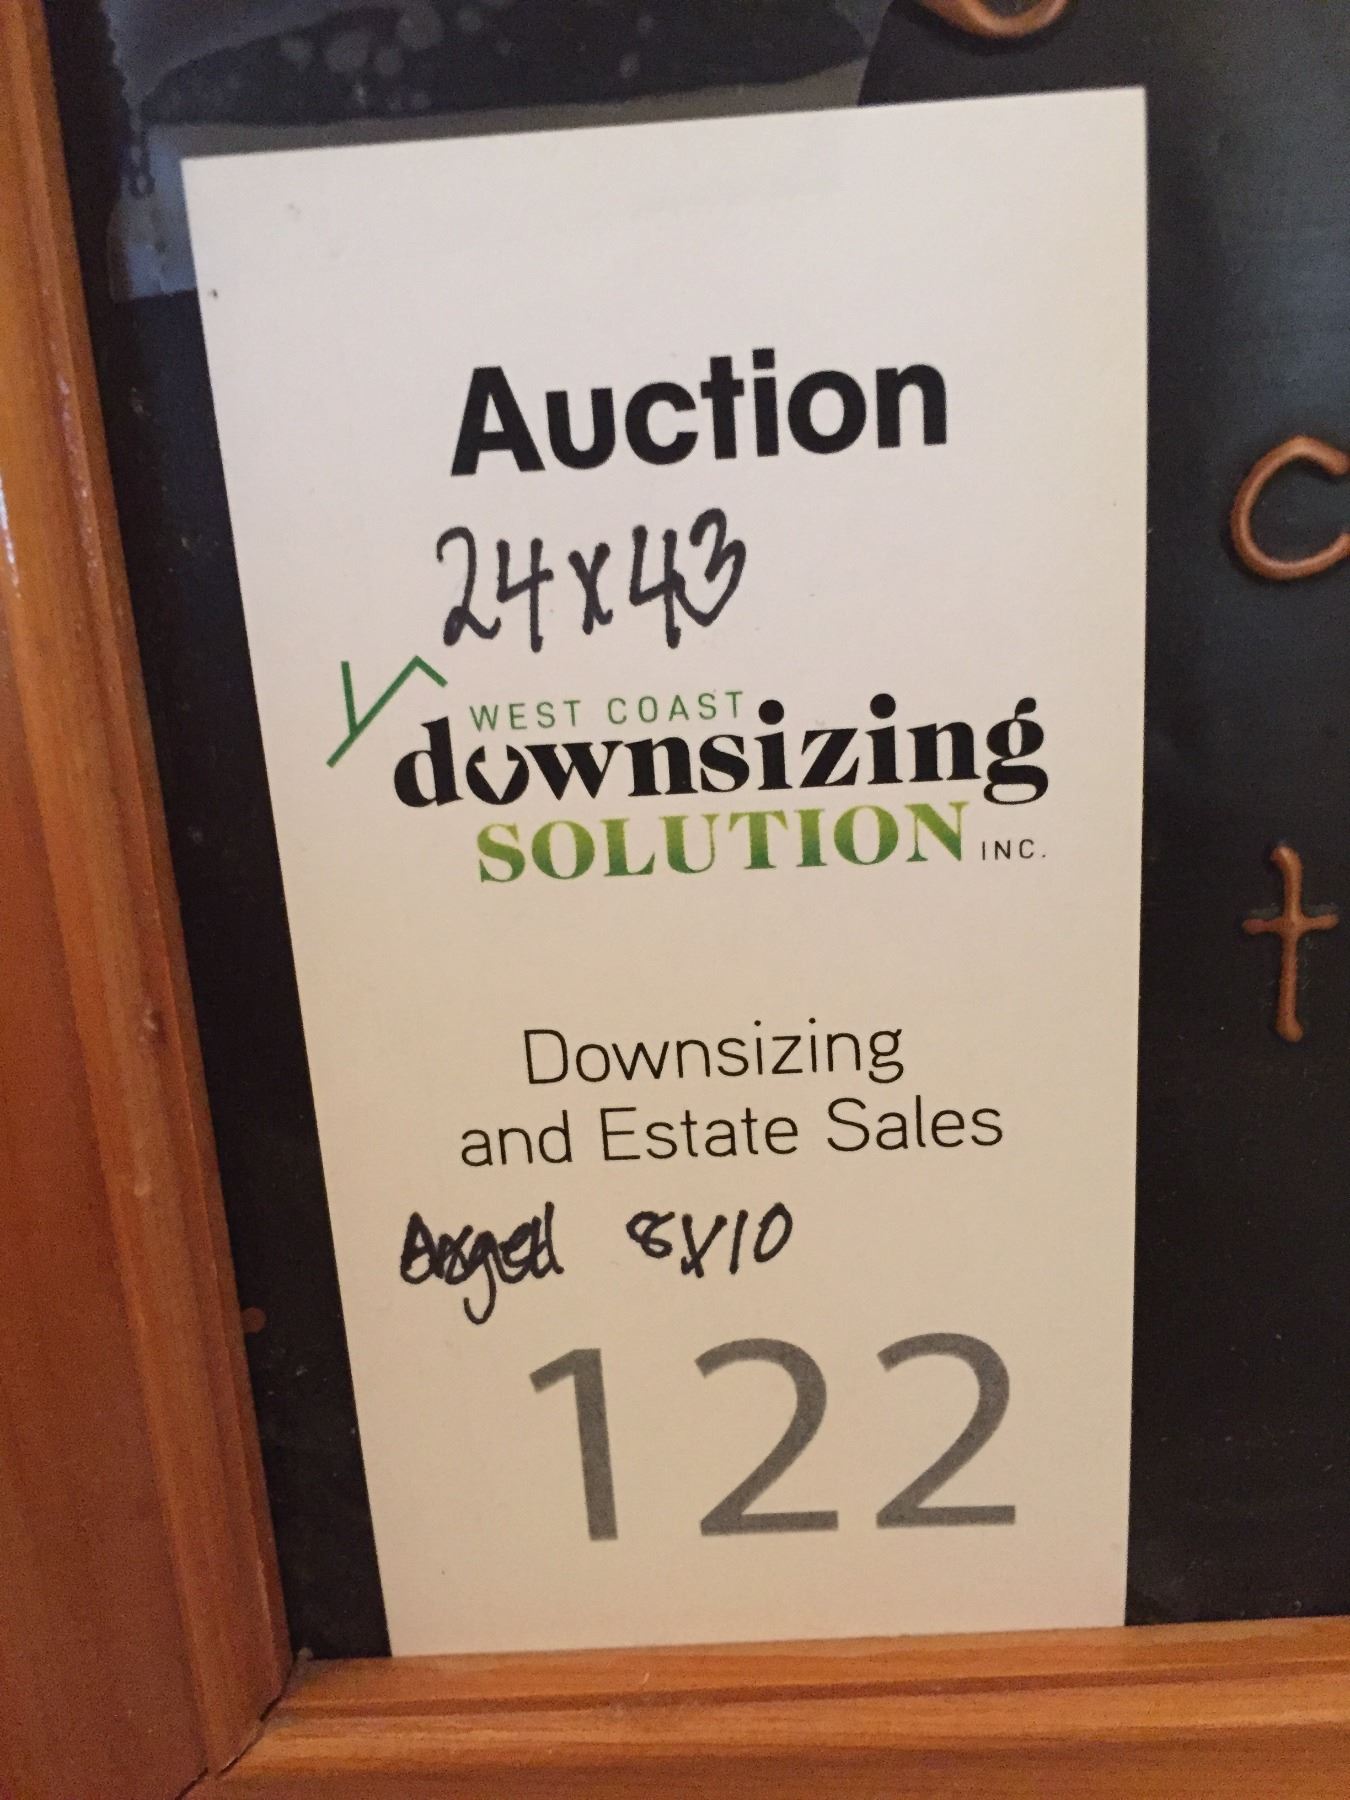 Auction
24x43
WEST COAST
downsizing
SOLUTION INC.
Downsizing
and Estate Sales
8x10
122
c
t